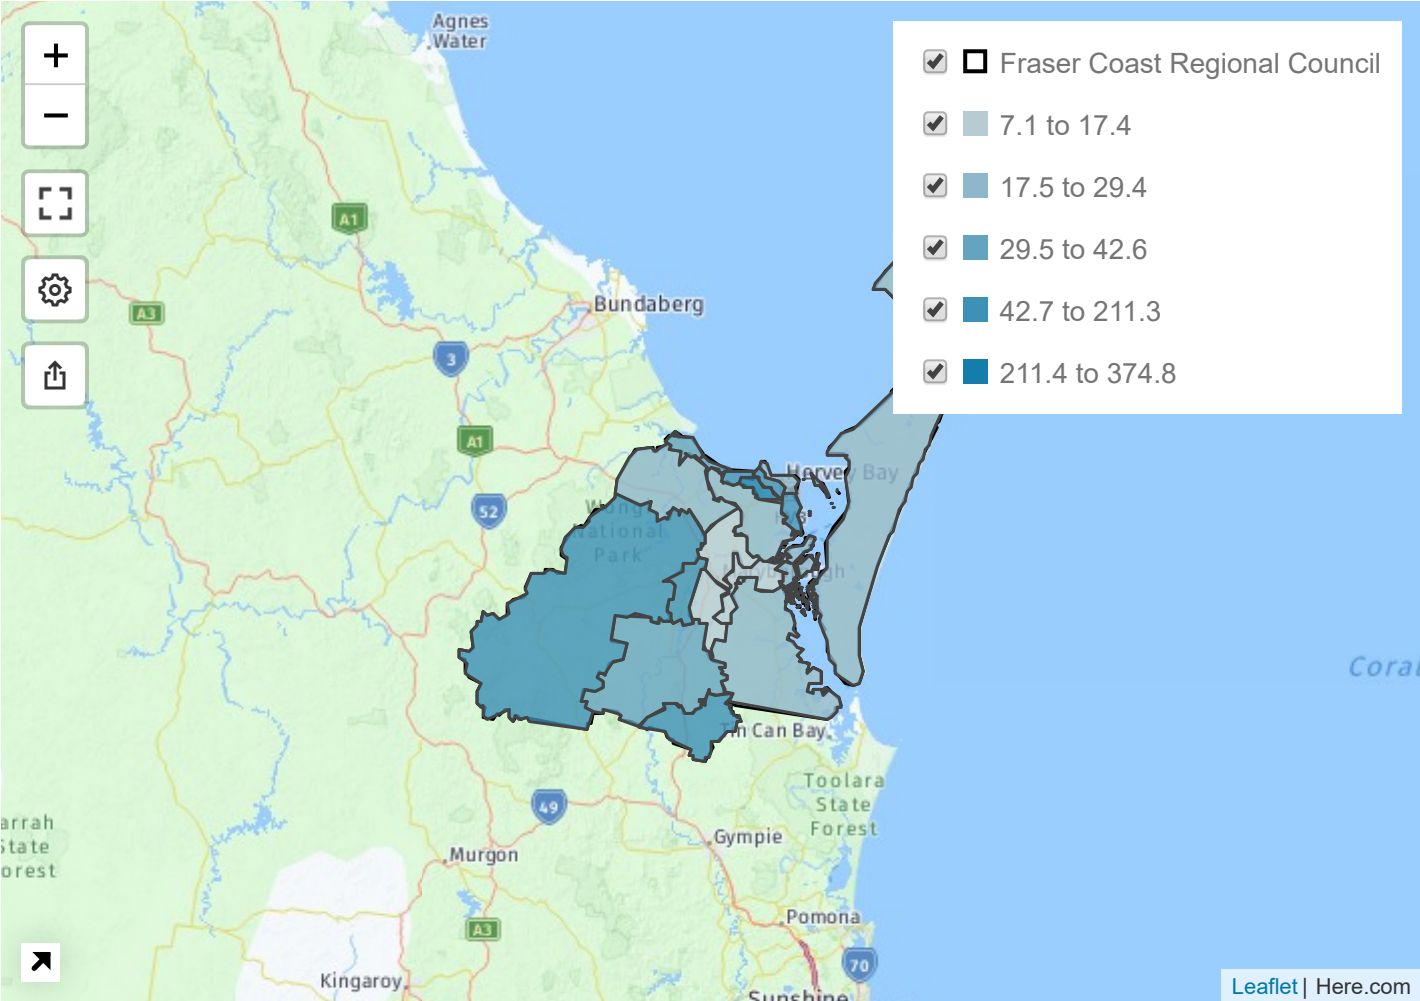 Agnes
Water
+
−
Fraser Coast Regional Council
7.1 to 17.4
17.5 to 29.4
29.5 to 42.6
42.7 to 211.3
211.4 to 374.8
A1
Bundaberg
A3
3
A1
Hervey Bay
52
National
Park
Coral
Tin Can Bay
Toolara
State
Forest
49
Gympie
arrah
State
orest
Murgon
Pomona
A3
70
Kingaroy
Sunshine
Leaflet | Here.com